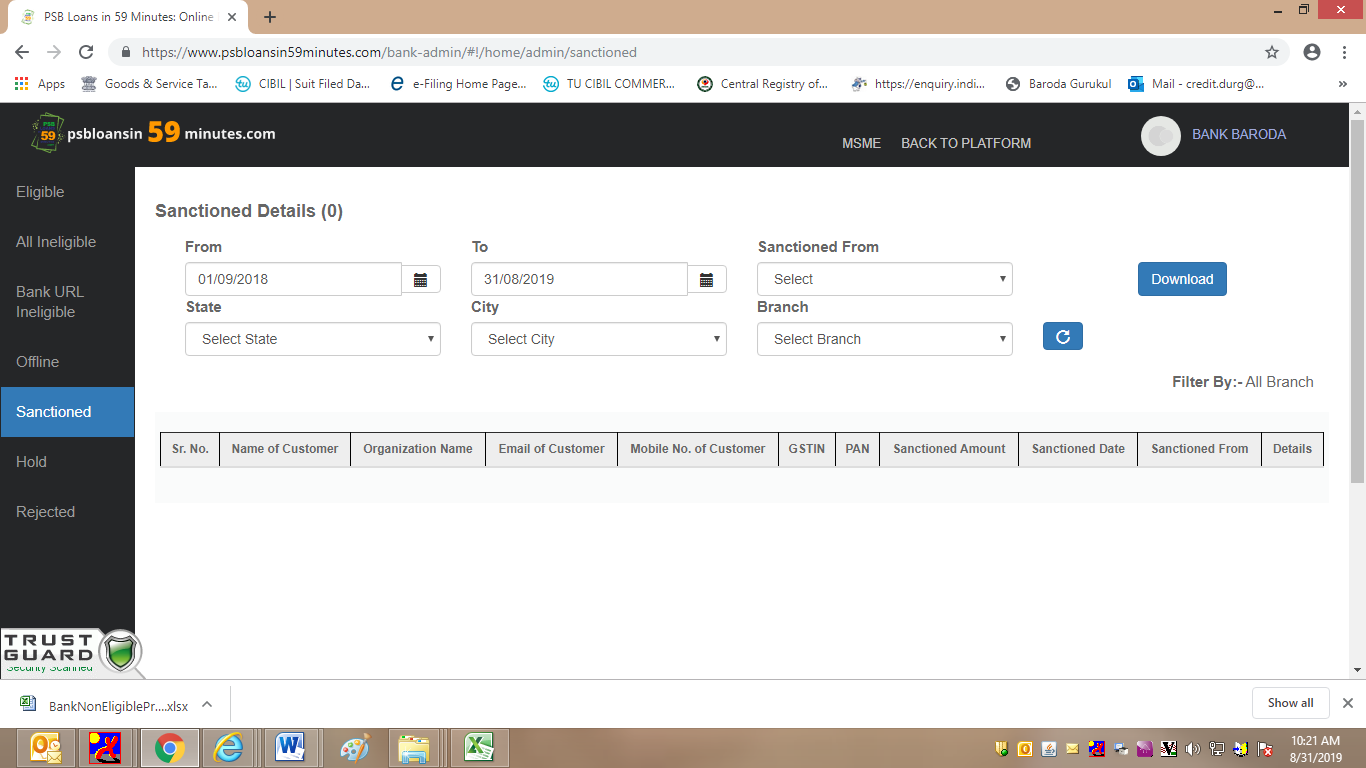 PSB Loans in 59 Minutes: Online
https://www.psbloansin59minutes.com/bank-admin/#!/home/admin/sanctioned
Apps Goods & Service Ta... CIBIL | Suit Filed Da... e-Filing Home Page... TU CIBIL COMMER... Central Registry of... https://enquiry.indi... Baroda Gurukul Mail - credit.durg@... »
PSB
59 psbloansin 59 minutes.com
MSME BACK TO PLATFORM BANK BARODA
Eligible
All Ineligible
Bank URL
Ineligible
Offline
Sanctioned
Hold
Rejected
Sanctioned Details (0)
From To Sanctioned From
01/09/2018 31/08/2019 Select Download
State City Branch
Select State Select City Select Branch
Filter By:- All Branch
Sr. No. Name of Customer Organization Name Email of Customer Mobile No. of Customer GSTIN PAN Sanctioned Amount Sanctioned Date Sanctioned From Details
TRUST
GUARD
Security Scanned
BankNonEligiblePr....xlsx Show all
10:21 AM
8/31/2019